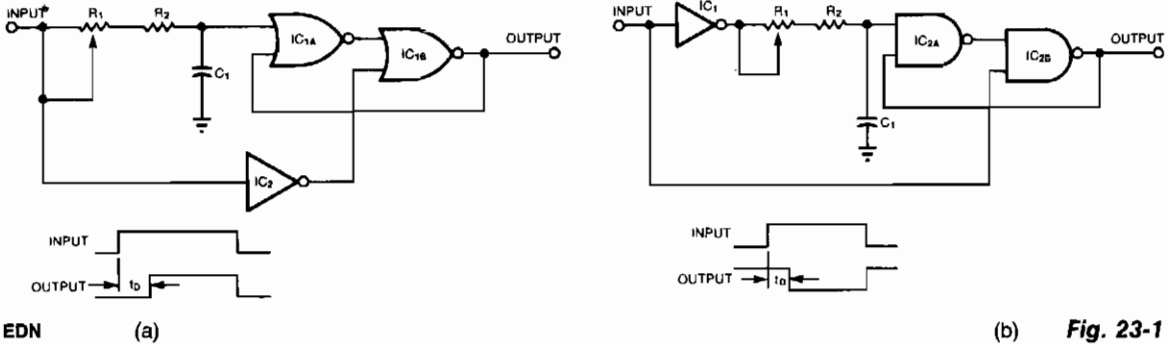 INPUT
R1
R2
C1
IC1A
IC1B
OUTPUT
IC2
INPUT
OUTPUT
tD
EDN
(a)
INPUT
IC1
R1
R2
IC2A
IC2B
OUTPUT
C1
INPUT
OUTPUT
tD
(b)
Fig. 23-1